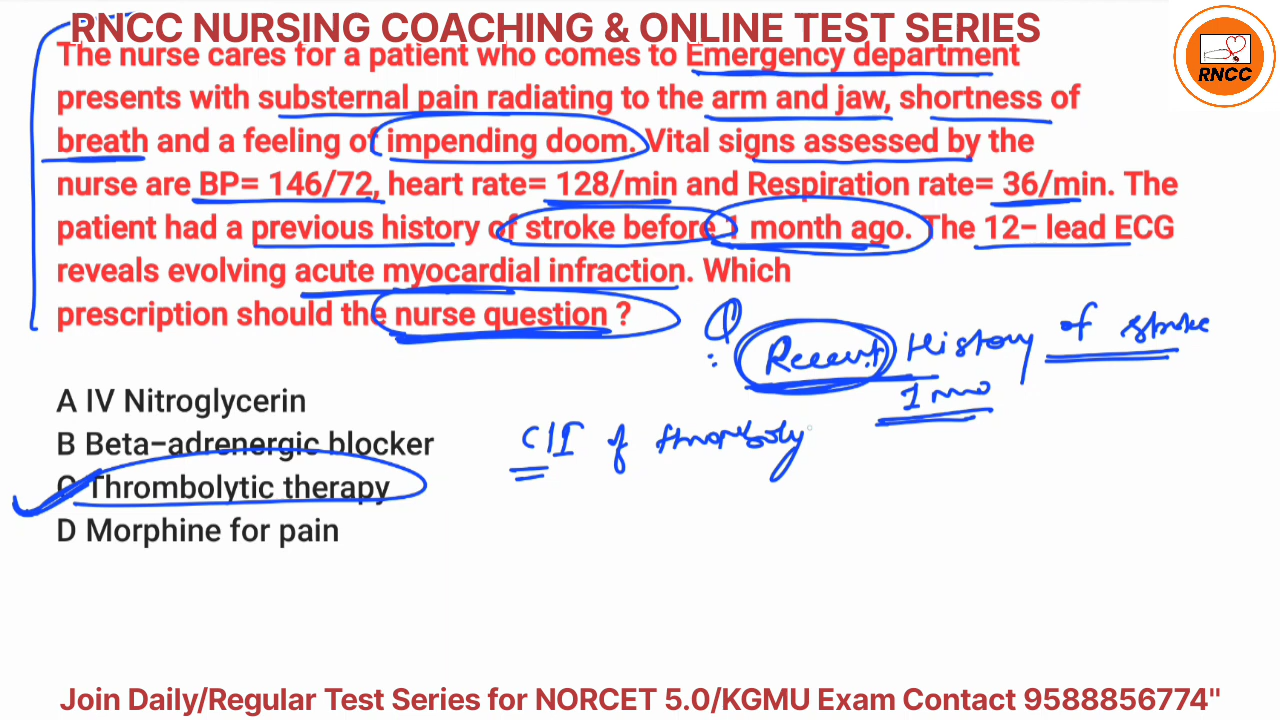 RNCC NURSING COACHING & ONLINE TEST SERIES
The nurse cares for a patient who comes to Emergency department
presents with substernal pain radiating to the arm and jaw, shortness of
breath and a feeling of impending doom. Vital signs assessed by the
nurse are BP= 146/72, heart rate= 128/min and Respiration rate= 36/min. The
patient had a previous history of stroke before 1 month ago. The 12- lead ECG
reveals evolving acute myocardial infraction. Which
prescription should the nurse question ?
RNCC
Q: Recent History of stroke
1 mo
A IV Nitroglycerin
B Beta-adrenergic blocker
C Thrombolytic therapy
D Morphine for pain
C/I of thromboly
Join Daily/Regular Test Series for NORCET 5.0/KGMU Exam Contact 9588856774"